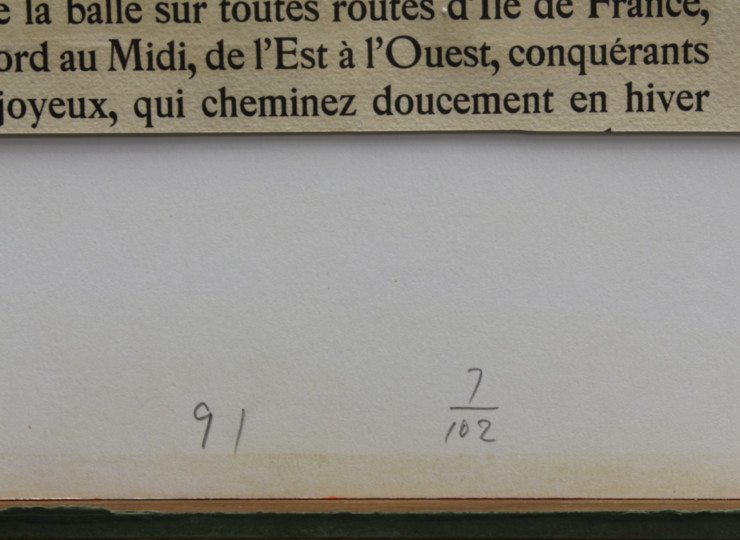 e la balle sur toutes routes d'Ile de France,
ord au Midi, de l'Est à l'Ouest, conquérants
joyeux, qui cheminez doucement en hiver
91
7
102